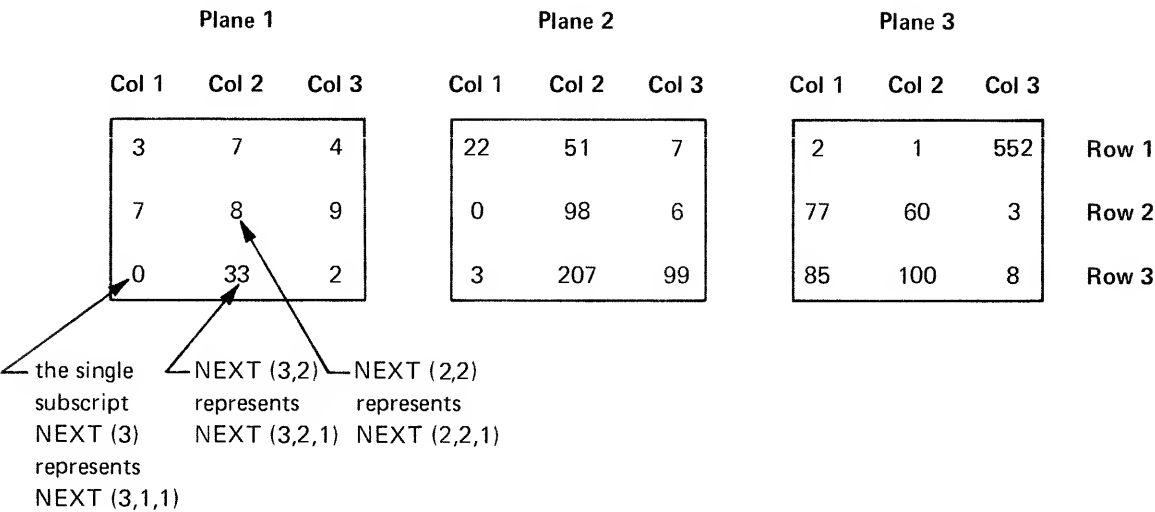 Plane 1 Plane 2 Plane 3
Col 1 Col 2 Col 3 Col 1 Col 2 Col 3 Col 1 Col 2 Col 3
3 7 4 22 51 7 2 1 552 Row 1
7 8 9 0 98 6 77 60 3 Row 2
0 33 2 3 207 99 85 100 8 Row 3
the single
subscript
NEXT (3)
represents
NEXT (3,1,1)
NEXT (3,2)
represents
NEXT (3,2,1)
NEXT (2,2)
represents
NEXT (2,2,1)